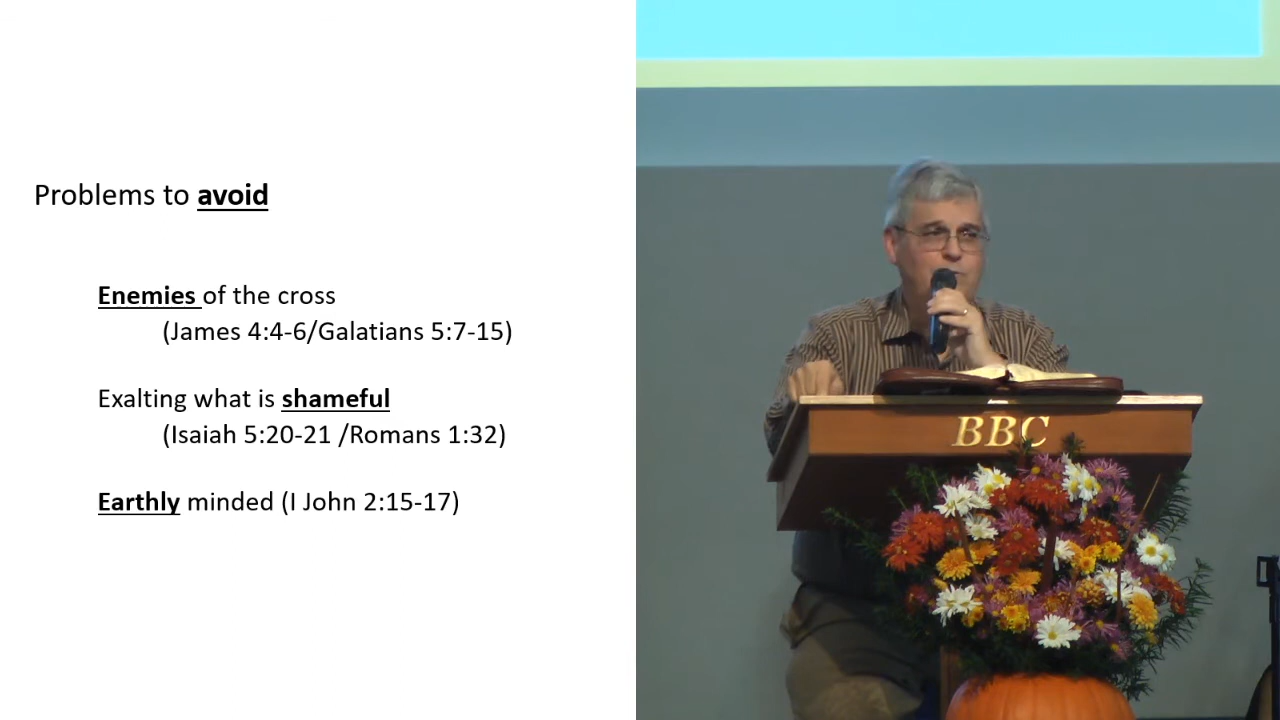 Problems to avoid
Enemies of the cross
(James 4:4-6/Galatians 5:7-15)
Exalting what is shameful
(Isaiah 5:20-21 /Romans 1:32)
Earthly minded (I John 2:15-17)
BBC